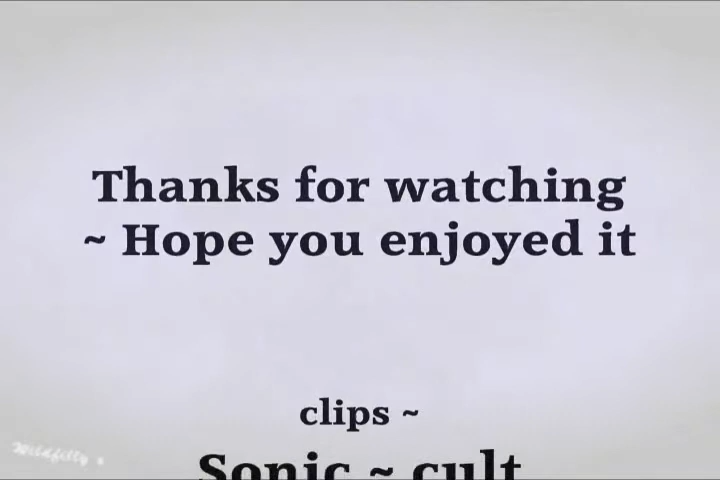 Thanks for watching
~ Hope you enjoyed it
clips ~
Sonic ~ cult